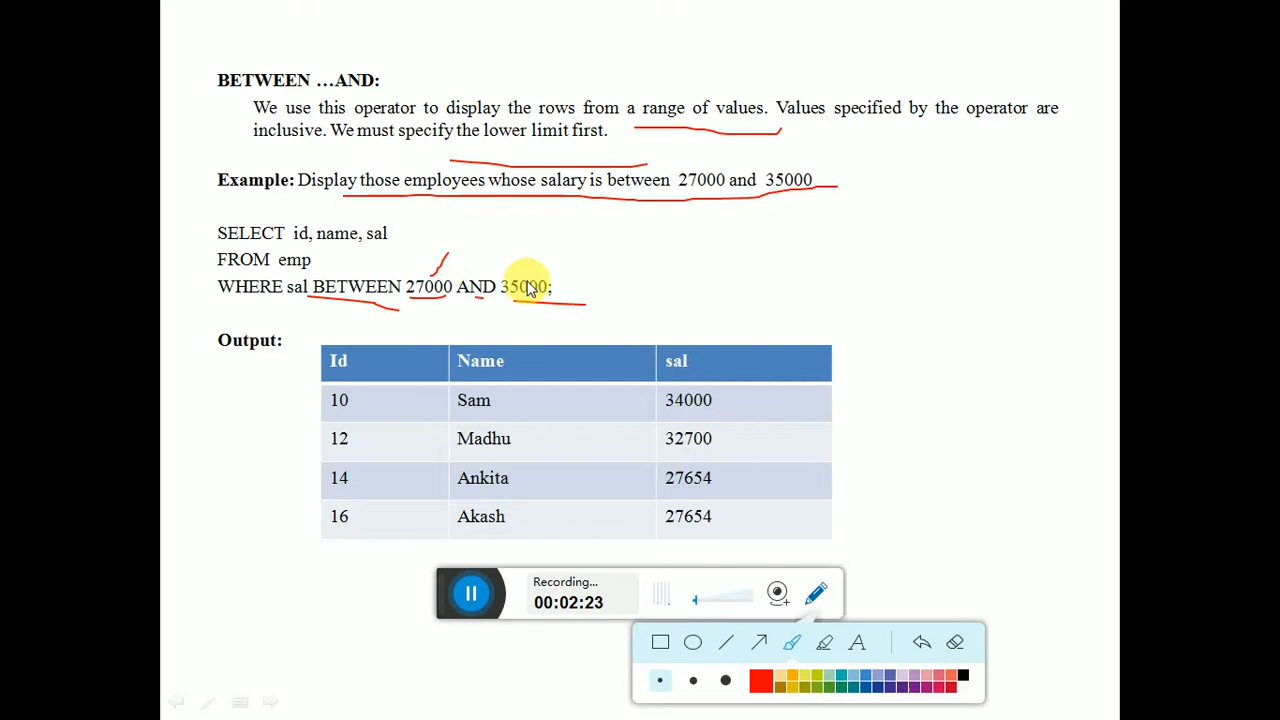 BETWEEN …AND:
We use this operator to display the rows from a range of values. Values specified by the operator are
inclusive. We must specify the lower limit first.
Example: Display those employees whose salary is between 27000 and 35000
SELECT id, name, sal
FROM emp
WHERE sal BETWEEN 27000 AND 35000;
Output:
Id Name sal
10 Sam 34000
12 Madhu 32700
14 Ankita 27654
16 Akash 27654
Recording...
00:02:23
A